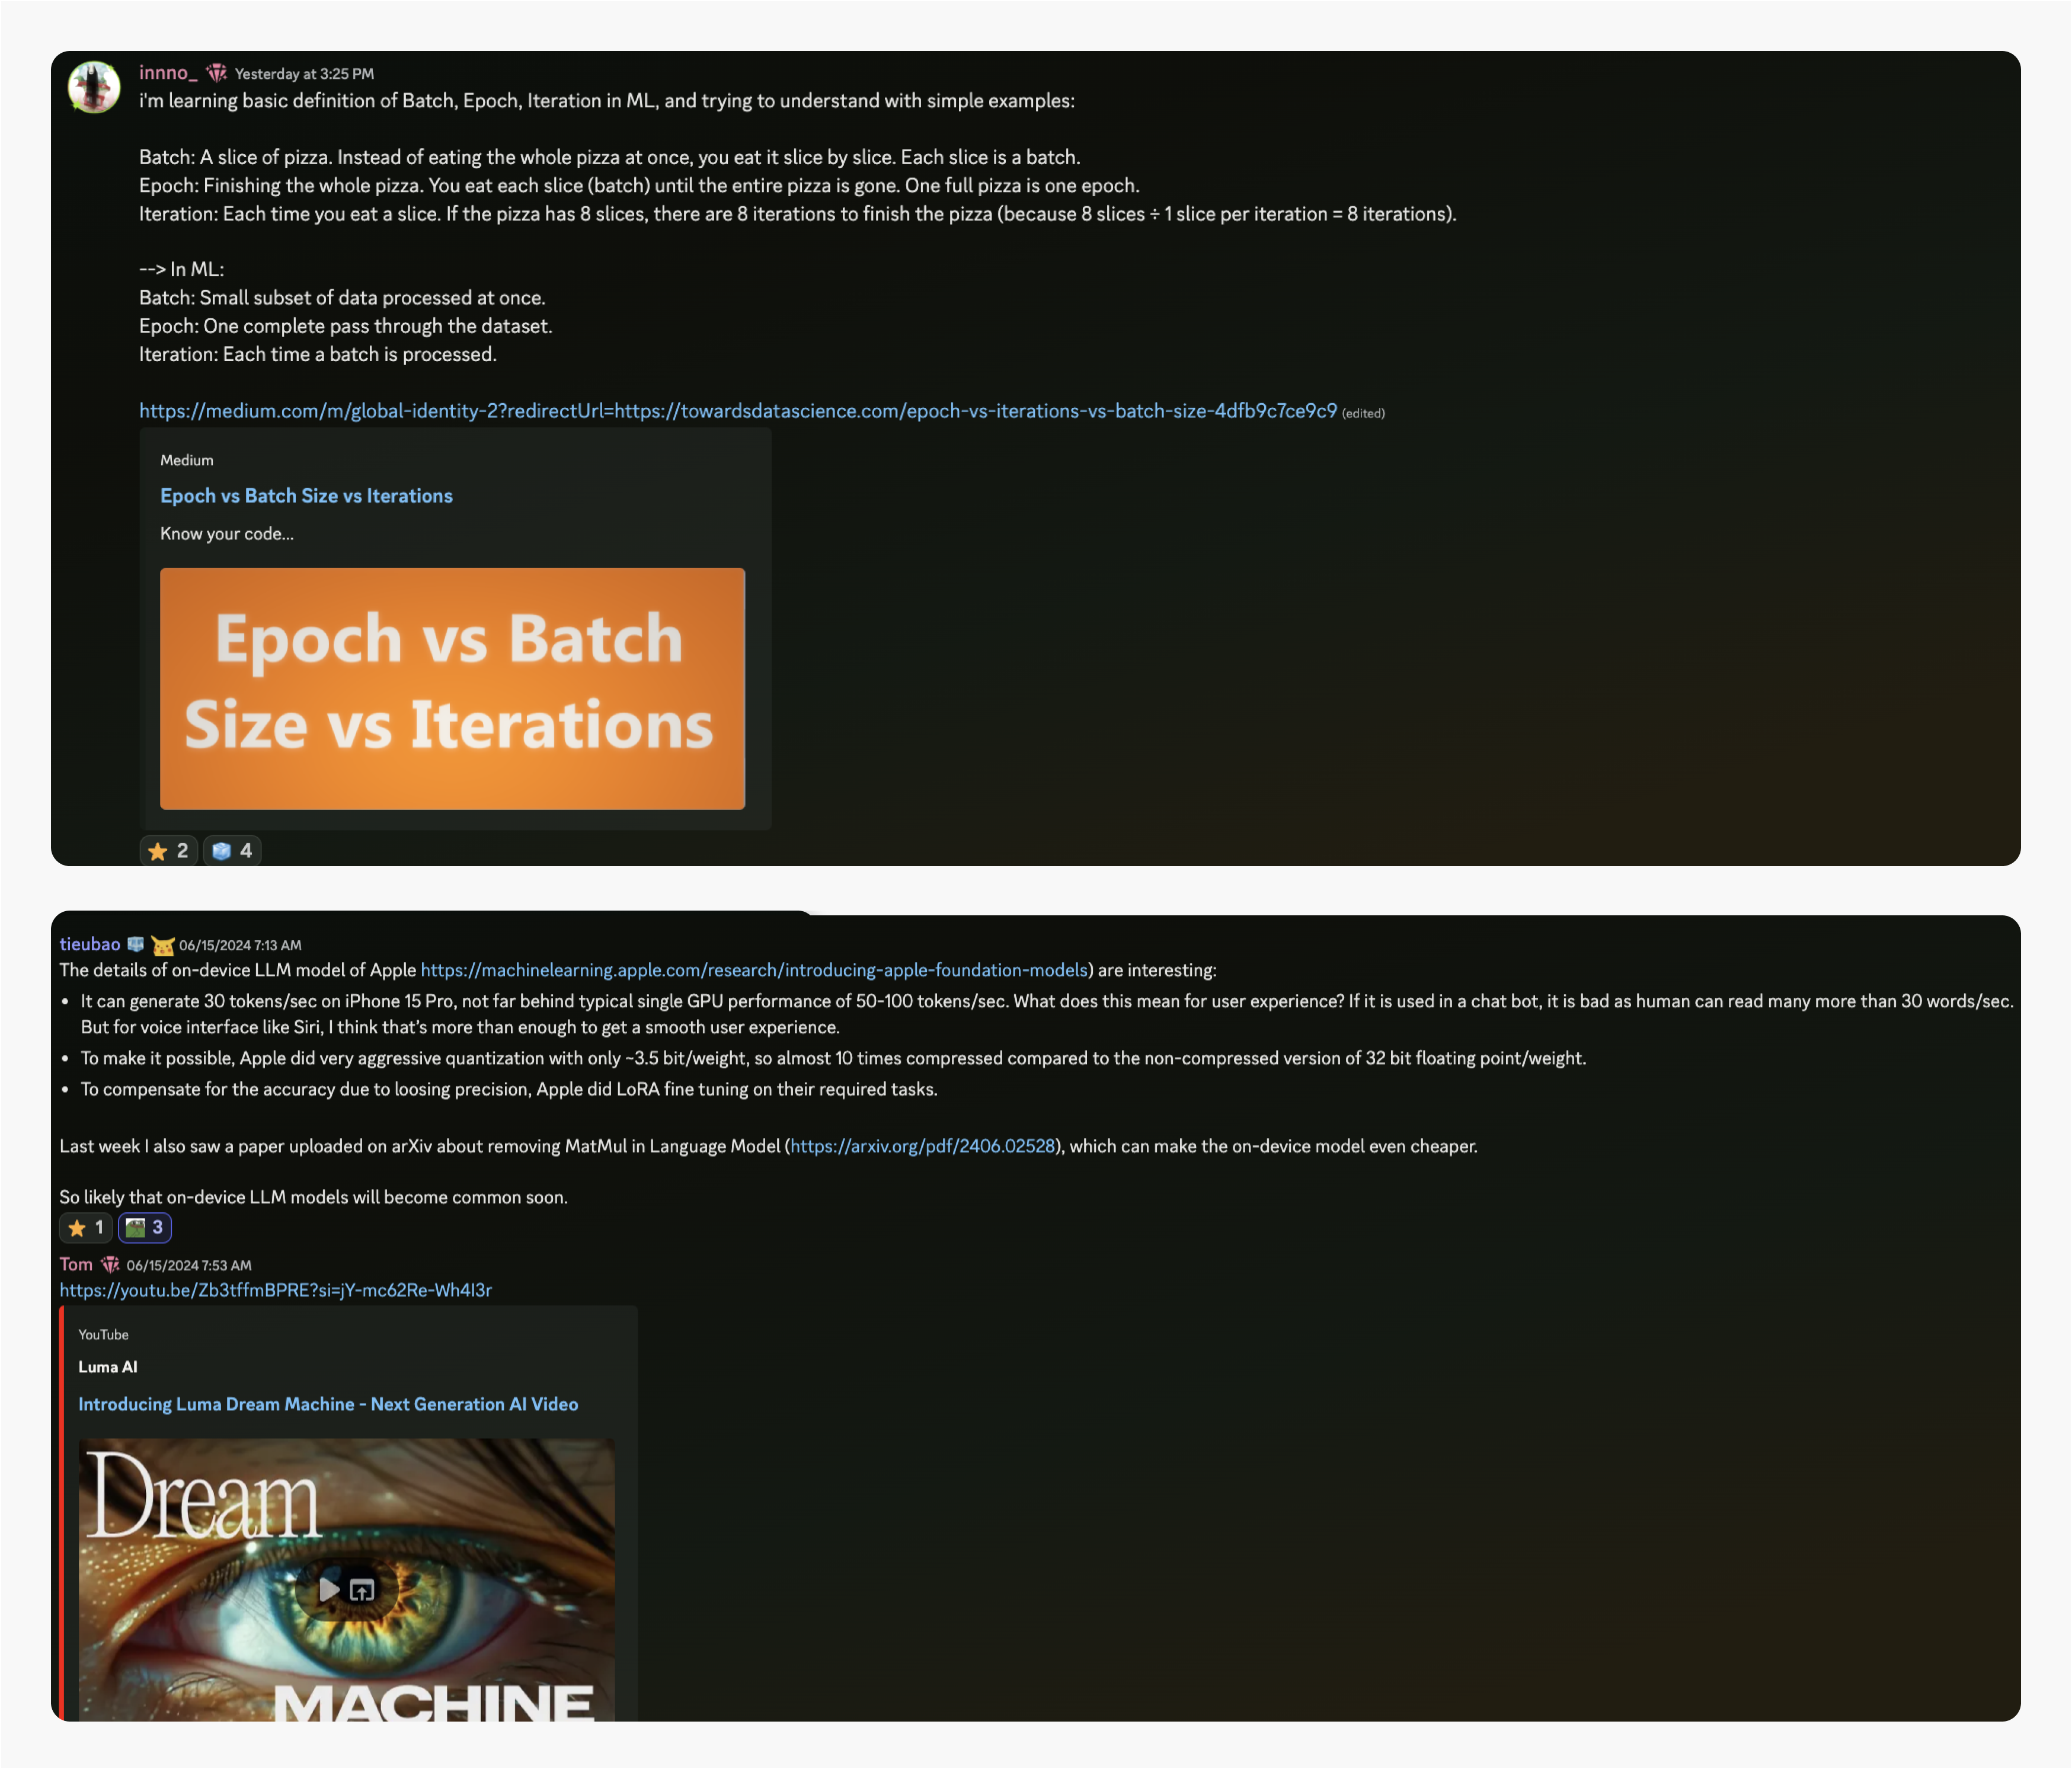 innno_ Yesterday at 3:25 PM
i'm learning basic definition of Batch, Epoch, Iteration in ML, and trying to understand with simple examples:
Batch: A slice of pizza. Instead of eating the whole pizza at once, you eat it slice by slice. Each slice is a batch.
Epoch: Finishing the whole pizza. You eat each slice (batch) until the entire pizza is gone. One full pizza is one epoch.
Iteration: Each time you eat a slice. If the pizza has 8 slices, there are 8 iterations to finish the pizza (because 8 slices ÷ 1 slice per iteration = 8 iterations).
--> In ML:
Batch: Small subset of data processed at once.
Epoch: One complete pass through the dataset.
Iteration: Each time a batch is processed.
https://medium.com/m/global-identity-2?redirectUrl=https://towardsdatascience.com/epoch-vs-iterations-vs-batch-size-4dfb9c7ce9c9 (edited)
Medium
Epoch vs Batch Size vs Iterations
Know your code...
Epoch vs Batch
Size vs Iterations
2 4
tieubao 06/15/2024 7:13 AM
The details of on-device LLM model of Apple https://machinelearning.apple.com/research/introducing-apple-foundation-models) are interesting:
• It can generate 30 tokens/sec on iPhone 15 Pro, not far behind typical single GPU performance of 50-100 tokens/sec. What does this mean for user experience? If it is used in a chat bot, it is bad as human can read many more than 30 words/sec.
But for voice interface like Siri, I think that's more than enough to get a smooth user experience.
• To make it possible, Apple did very aggressive quantization with only ~3.5 bit/weight, so almost 10 times compressed compared to the non-compressed version of 32 bit floating point/weight.
• To compensate for the accuracy due to loosing precision, Apple did LoRA fine tuning on their required tasks.
Last week I also saw a paper uploaded on arXiv about removing MatMul in Language Model (https://arxiv.org/pdf/2406.02528), which can make the on-device model even cheaper.
So likely that on-device LLM models will become common soon.
1 3
Tom 06/15/2024 7:53 AM
https://youtu.be/Zb3tffmBPRE?si=jY-mc62Re-Wh4I3r
YouTube
Luma AI
Introducing Luma Dream Machine - Next Generation AI Video
Dream
MACHINE